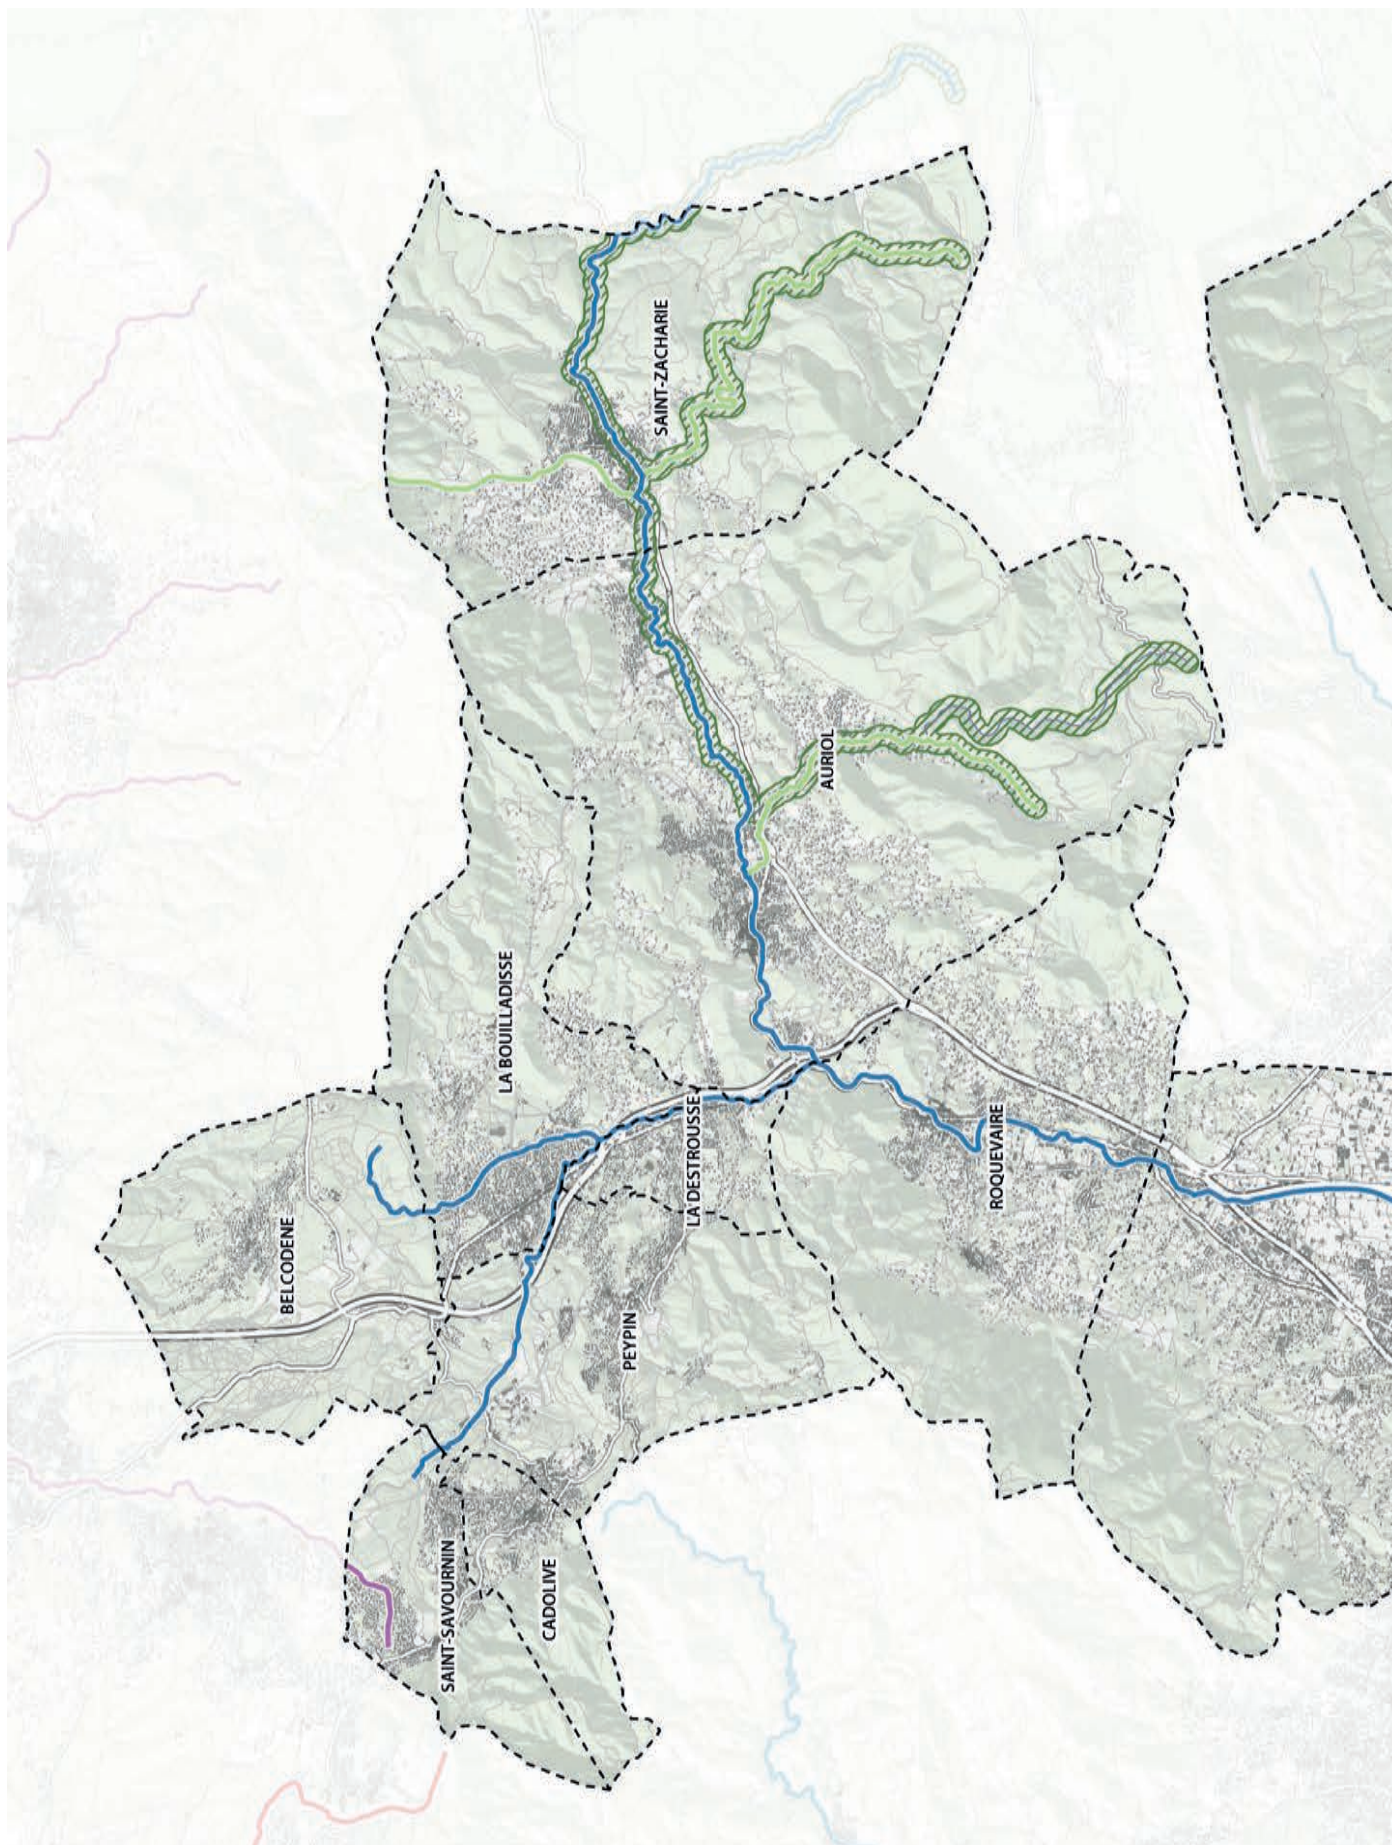 SAINT-SAVOURNIN
CADOLIVE
BELCODENE
PEYPIN
LA DESTROUSSE
LA BOUILLADISSE
ROQUEVAIRE
AURIOL
SAINT-ZACHARIE